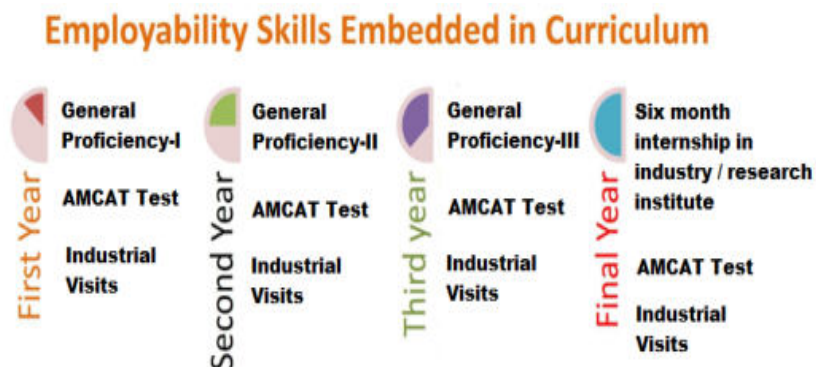 Employability Skills Embedded in Curriculum
First Year
General
Proficiency-I
AMCAT Test
Industrial
Visits
Second Year
General
Proficiency-II
AMCAT Test
Industrial
Visits
Third year
General
Proficiency-III
AMCAT Test
Industrial
Visits
Final Year
Six month
internship in
industry / research
institute
AMCAT Test
Industrial
Visits